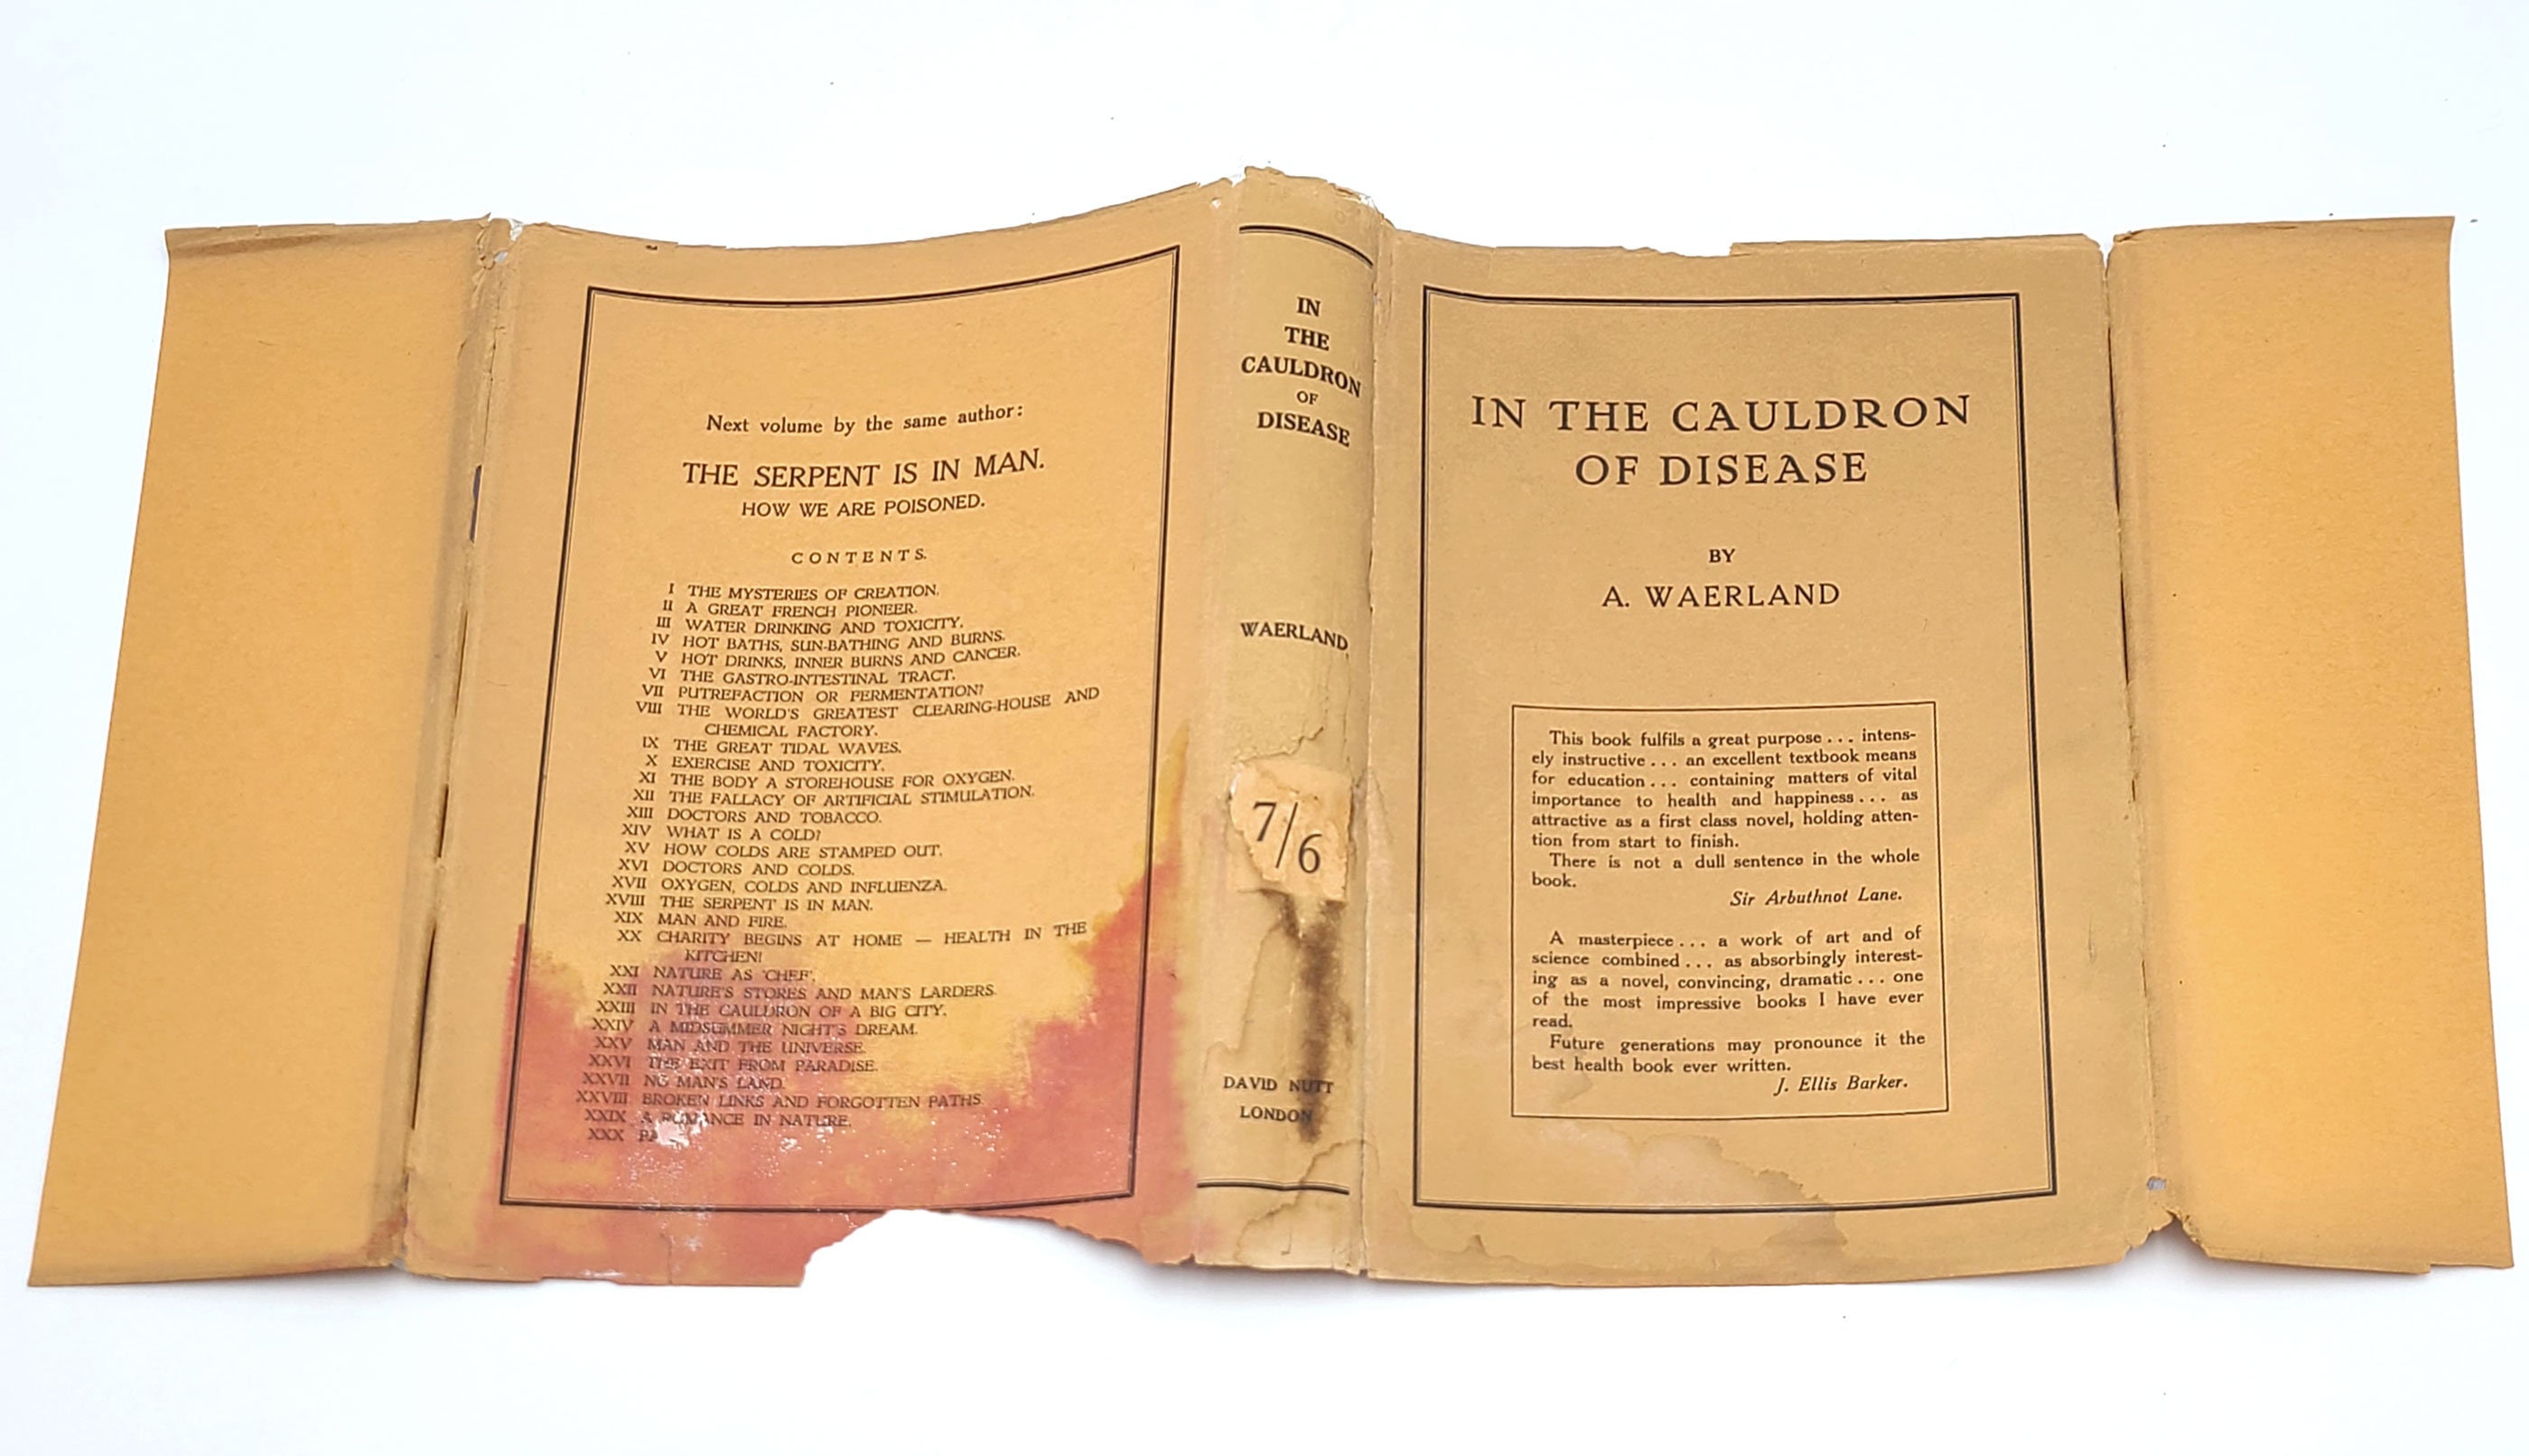 Next volume by the same author:
THE SERPENT IS IN MAN.
HOW WE ARE POISONED.
CONTENTS.
I THE MYSTERIES OF CREATION.
II A GREAT FRENCH PIONEER.
III WATER DRINKING AND TOXICITY.
IV HOT BATHS, SUN-BATHING AND BURNS.
V HOT DRINKS, INNER BURNS AND CANCER.
VI THE GASTRO-INTESTINAL TRACT.
VII PUTREFACTION OR FERMENTATION?
VIII THE WORLD'S GREATEST CLEARING-HOUSE AND
CHEMICAL FACTORY.
IX THE GREAT TIDAL WAVES.
X EXERCISE AND TOXICITY.
XI THE BODY A STOREHOUSE FOR OXYGEN.
XII THE FALLACY OF ARTIFICIAL STIMULATION.
XIII DOCTORS AND TOBACCO.
XIV WHAT IS A COLD?
XV HOW COLDS ARE STAMPED OUT.
XVI DOCTORS AND COLDS.
XVII OXYGEN, COLDS AND INFLUENZA.
XVIII THE SERPENT IS IN MAN.
XIX MAN AND FIRE.
XX CHARITY BEGINS AT HOME — HEALTH IN THE
KITCHEN!
XXI NATURE AS 'CHEF'.
XXII NATURE'S STORES AND MAN'S LARDERS.
XXIII IN THE CAULDRON OF A BIG CITY.
XXIV A MIDSUMMER NIGHT'S DREAM.
XXV MAN AND THE UNIVERSE.
XXVI THE EXIT FROM PARADISE.
XXVII NO MAN'S LAND.
XXVIII BROKEN LINKS AND FORGOTTEN PATHS.
XXIX A ROMANCE IN NATURE.
XXX
IN
THE
CAULDRON
OF
DISEASE
WAERLAND
7/6
DAVID NUTT
LONDON
IN THE CAULDRON
OF DISEASE
BY
A. WAERLAND
This book fulfils a great purpose... intens-
ely instructive... an excellent textbook means
for education... containing matters of vital
importance to health and happiness... as
attractive as a first class novel, holding atten-
tion from start to finish.
There is not a dull sentence in the whole
book.
Sir Arbuthnot Lane.
A masterpiece... a work of art and of
science combined... as absorbingly interest-
ing as a novel, convincing, dramatic... one
of the most impressive books I have ever
read.
Future generations may pronounce it the
best health book ever written.
J. Ellis Barker.